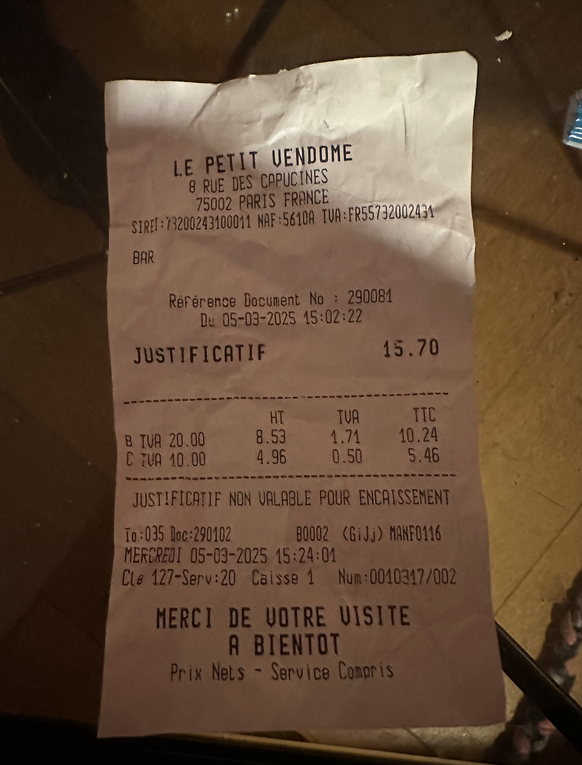 LE PETIT VENDOME
8 RUE DES CAPUCINES
75002 PARIS FRANCE
SIRET:73200243100011 NAF:5610A TVA:FR55732002431
BAR
Référence Document No : 290081
Du 05-03-2025 15:02:22
JUSTIFICATIF 15.70
HT TVA TTC
B TVA 20.00 8.53 1.71 10.24
C TVA 10.00 4.96 0.50 5.46
JUSTIFICATIF NON VALABLE POUR ENCAISSEMENT
To:035 Doc:290102 B0002 (GiJj) MANF0116
MERCREDI 05-03-2025 15:24:01
Cle 127-Serv:20 Caisse 1 Num:0010317/002
MERCI DE VOTRE VISITE
A BIENTOT
Prix Nets - Service Compris